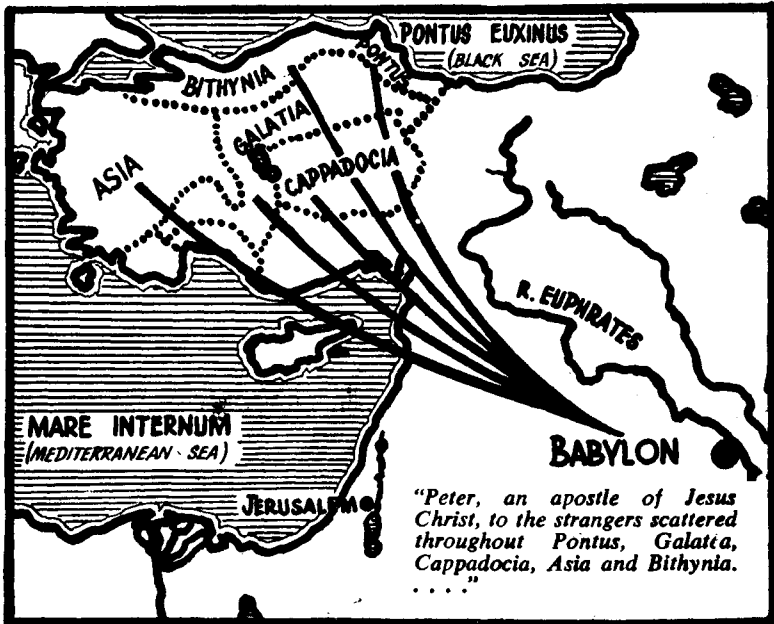 PONTUS EUXINUS
(BLACK SEA)
PONTUS
BITHYNIA
GALATIA
CAPPADOCIA
ASIA
R. EUPHRATES
MARE INTERNUM
(MEDITERRANEAN SEA)
BABYLON
JERUSALEM
"Peter, an apostle of Jesus
Christ, to the strangers scattered
throughout Pontus, Galatia,
Cappadocia, Asia and Bithynia.
. . . ."